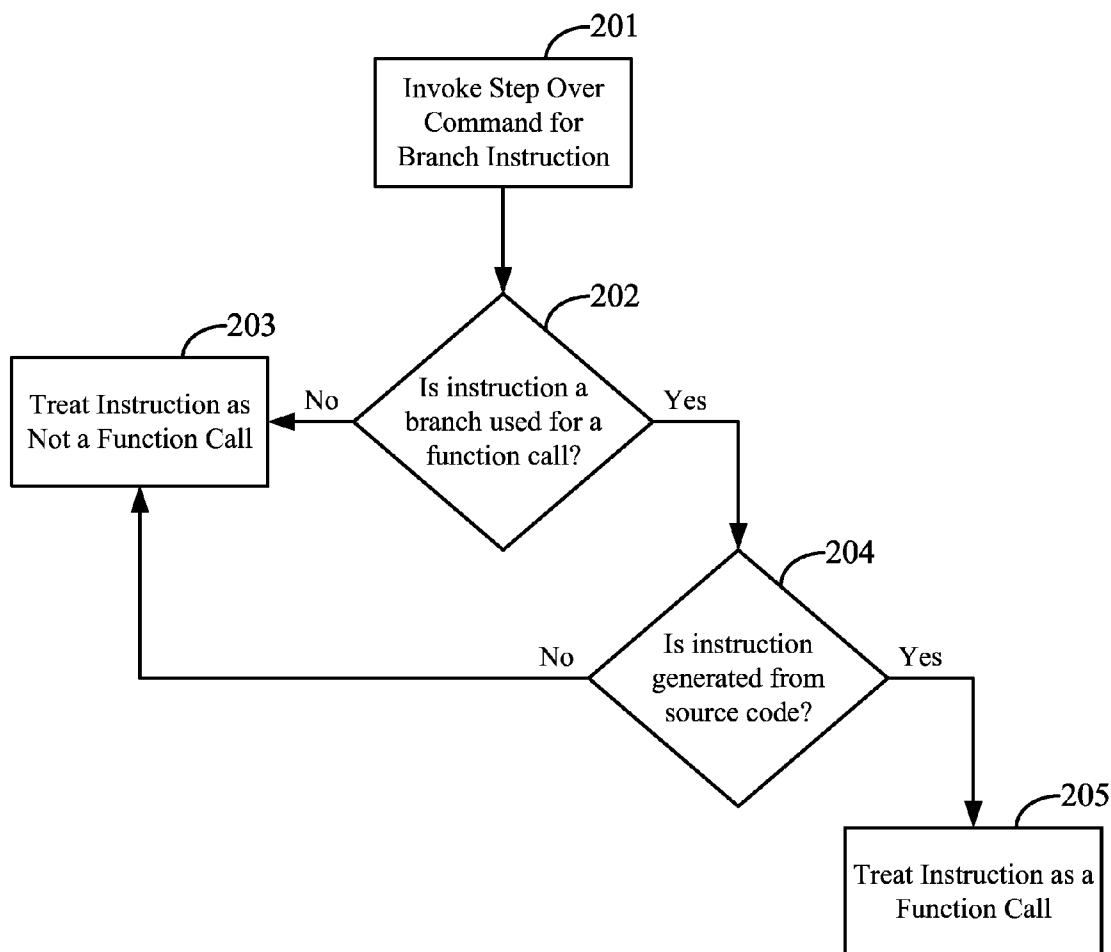 201
Invoke Step Over
Command for
Branch Instruction
202
203
Is instruction a
branch used for a
function call?
No
Yes
Treat Instruction as
Not a Function Call
204
Is instruction
generated from
source code?
No
Yes
205
Treat Instruction as a
Function Call